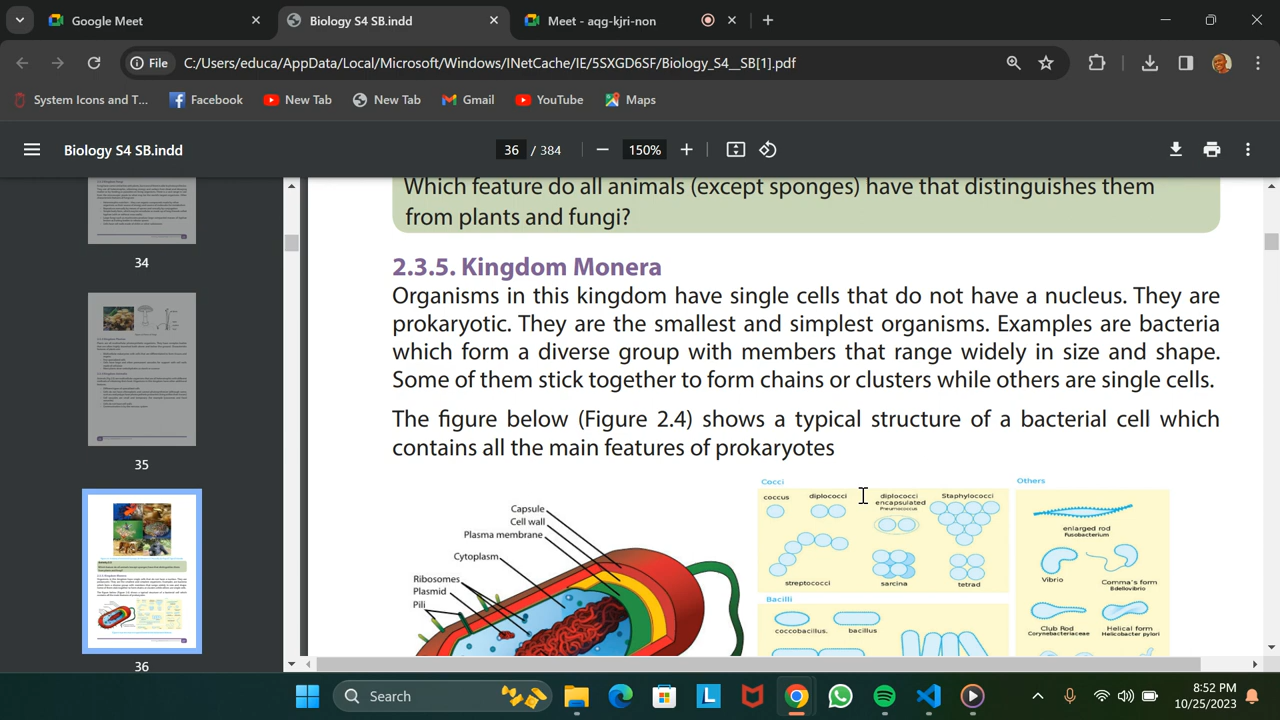 Google Meet
Biology S4 SB.indd
Meet - aqg-kjri-non
File
C:/Users/educa/AppData/Local/Microsoft/Windows/INetCache/IE/5SXGD6SF/Biology_S4__SB[1].pdf
System Icons and T...
Facebook
New Tab
New Tab
Gmail
YouTube
Maps
Biology S4 SB.indd
36 / 384
150%
34
35
36
Which feature do all animals (except sponges) have that distinguishes them
from plants and fungi?
2.3.5. Kingdom Monera
Organisms in this kingdom have single cells that do not have a nucleus. They are
prokaryotic. They are the smallest and simplest organisms. Examples are bacteria
which form a diverse group with members that range widely in size and shape.
Some of them stick together to form chains or clusters while others are single cells.
The figure below (Figure 2.4) shows a typical structure of a bacterial cell which
contains all the main features of prokaryotes
Capsule
Cell wall
Plasma membrane
Cytoplasm
Ribosomes
Plasmid
Pili
Cocci
coccus
diplococci
diplococci
encapsulated
Pneumococcus
Staphylococci
streptococci
sarcina
tetrad
Bacilli
coccobacillus.
bacillus
Others
enlarged rod
Fusobacterium
Vibrio
Comma's form
Bdellovibrio
Club Rod
Corynebacteriaceae
Helical form
Helicobacter pylori
Search
8:52 PM
10/25/2023